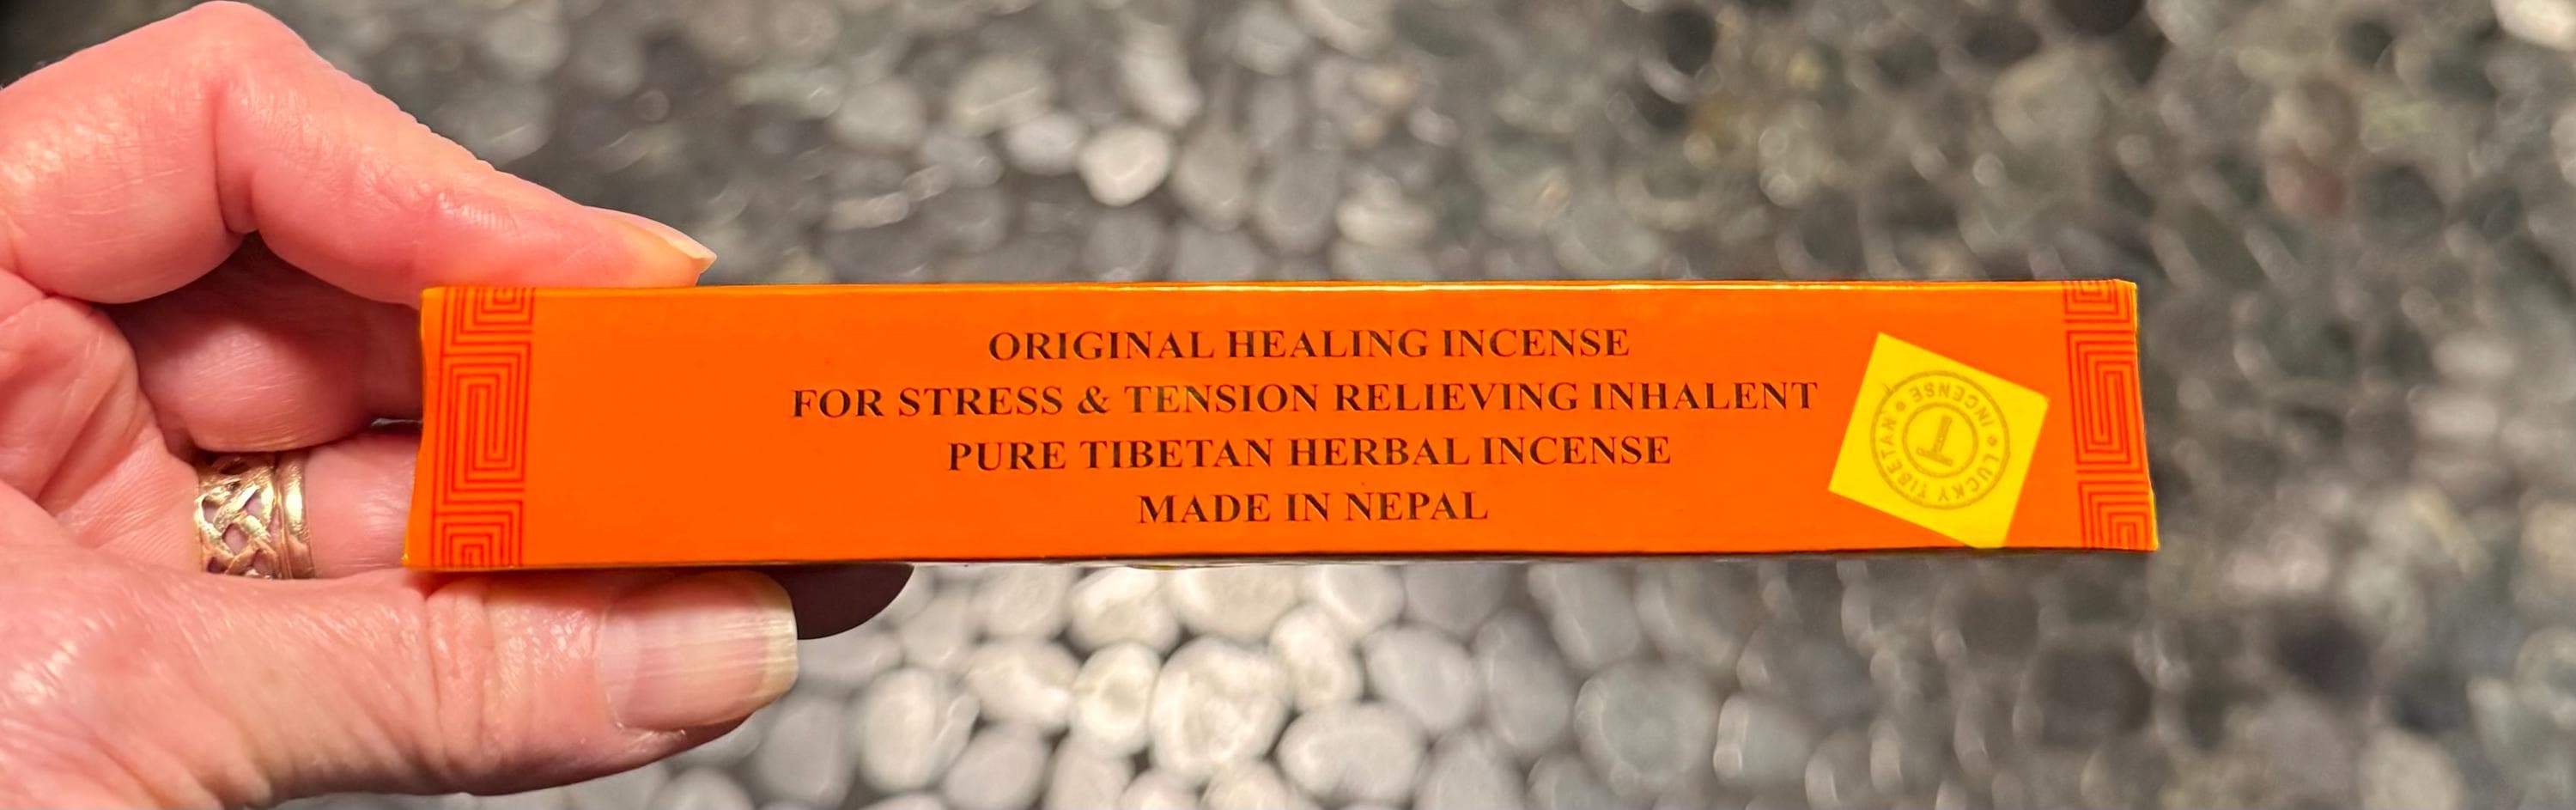 ORIGINAL HEALING INCENSE
FOR STRESS & TENSION RELIEVING INHALENT
PURE TIBETAN HERBAL INCENSE
MADE IN NEPAL
LUCKY TIBETAN INCENSE